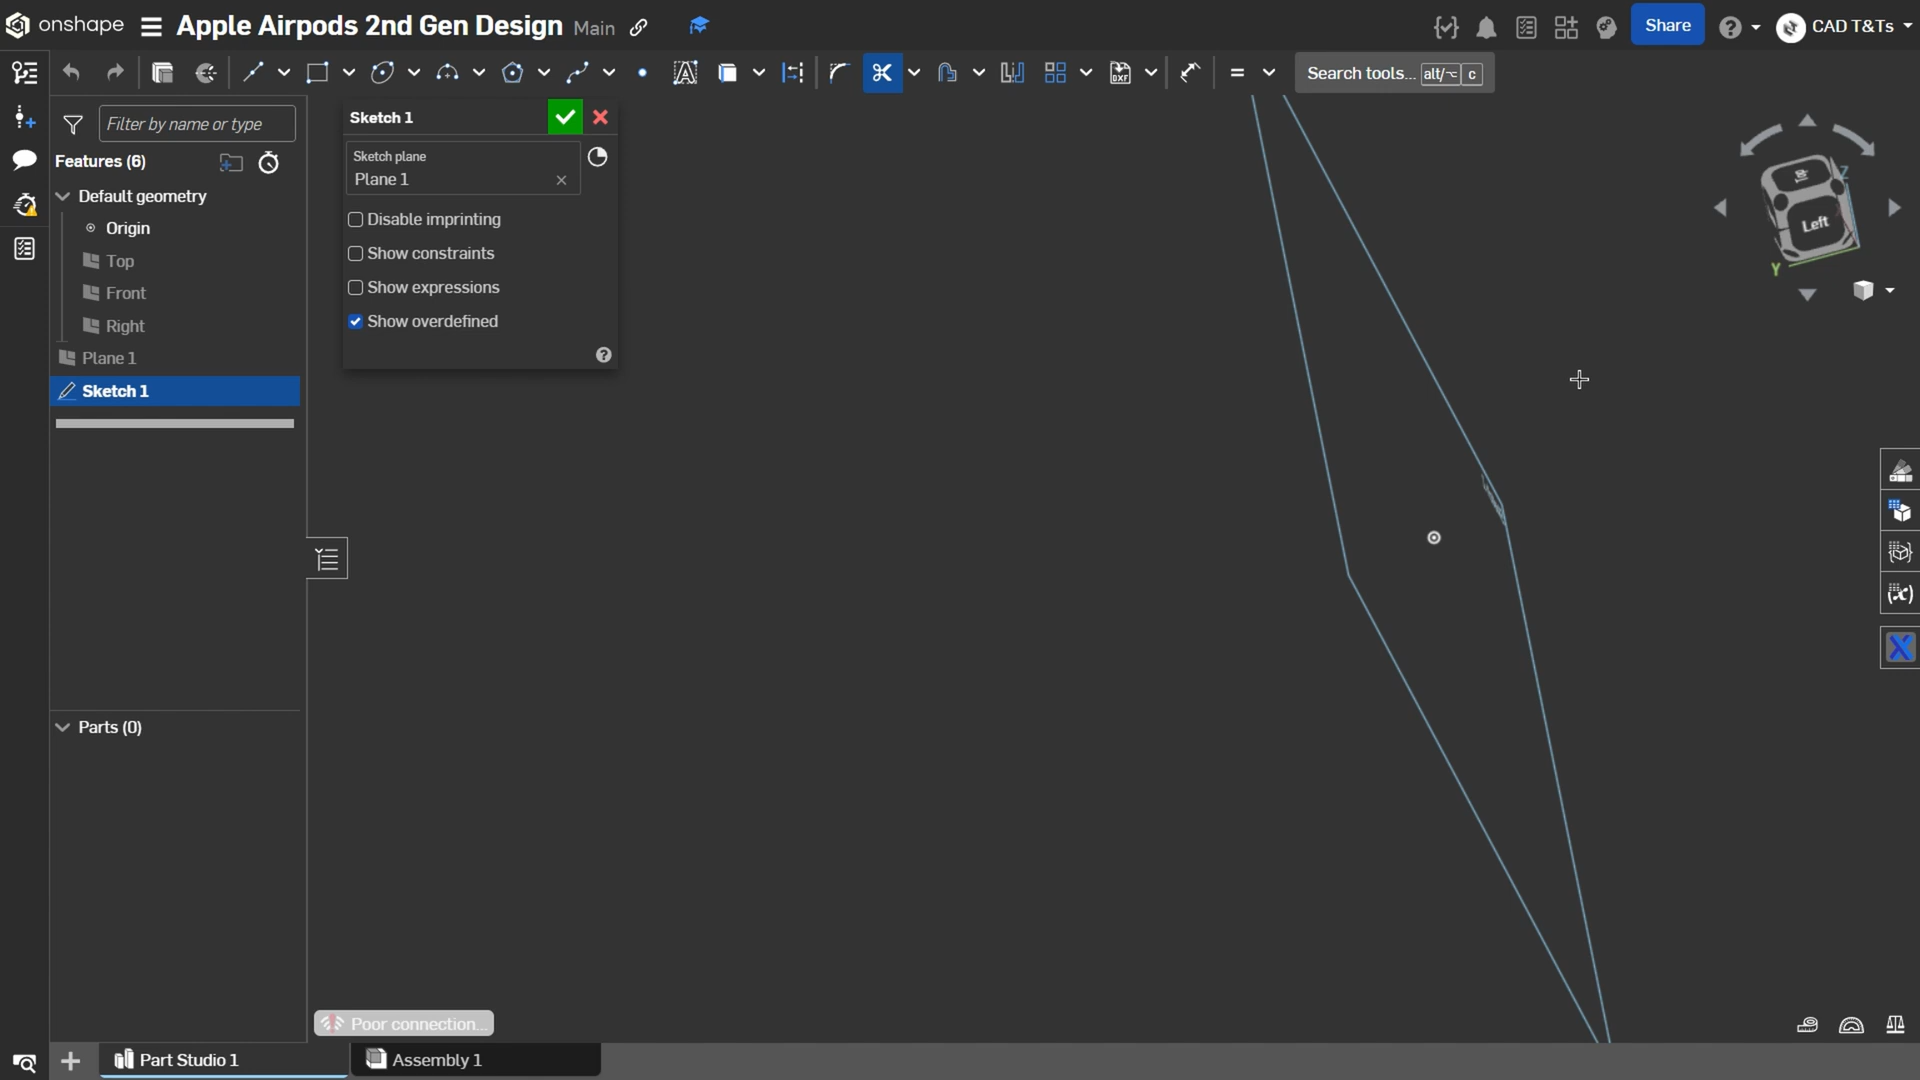 onshape Apple Airpods 2nd Gen Design Main Share CAD T&Ts
Search tools... alt/⌥ c
Filter by name or type
Features (6)
Default geometry
Origin
Top
Front
Right
Plane 1
Sketch 1
Parts (0)
Sketch 1
Sketch plane
Plane 1
Disable imprinting
Show constraints
Show expressions
Show overdefined
Left
Z
Y
DXF
Poor connection...
Part Studio 1
Assembly 1